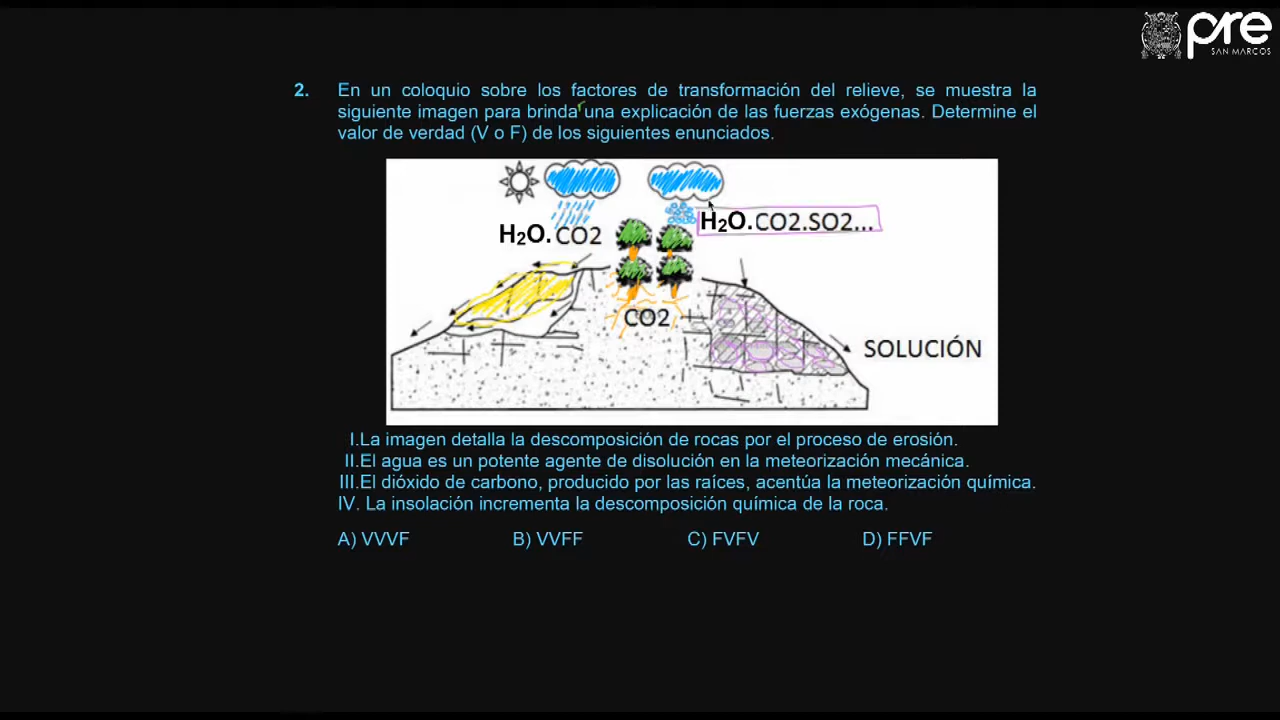 pre
SAN MARCOS
2. En un coloquio sobre los factores de transformación del relieve, se muestra la
siguiente imagen para brindar una explicación de las fuerzas exógenas. Determine el
valor de verdad (V o F) de los siguientes enunciados.
H₂O.CO2
H₂O.CO2.SO2...
CO2
SOLUCIÓN
I.La imagen detalla la descomposición de rocas por el proceso de erosión.
II.El agua es un potente agente de disolución en la meteorización mecánica.
III.El dióxido de carbono, producido por las raíces, acentúa la meteorización química.
IV. La insolación incrementa la descomposición química de la roca.
A) VVVF B) VVFF C) FVFV D) FFVF